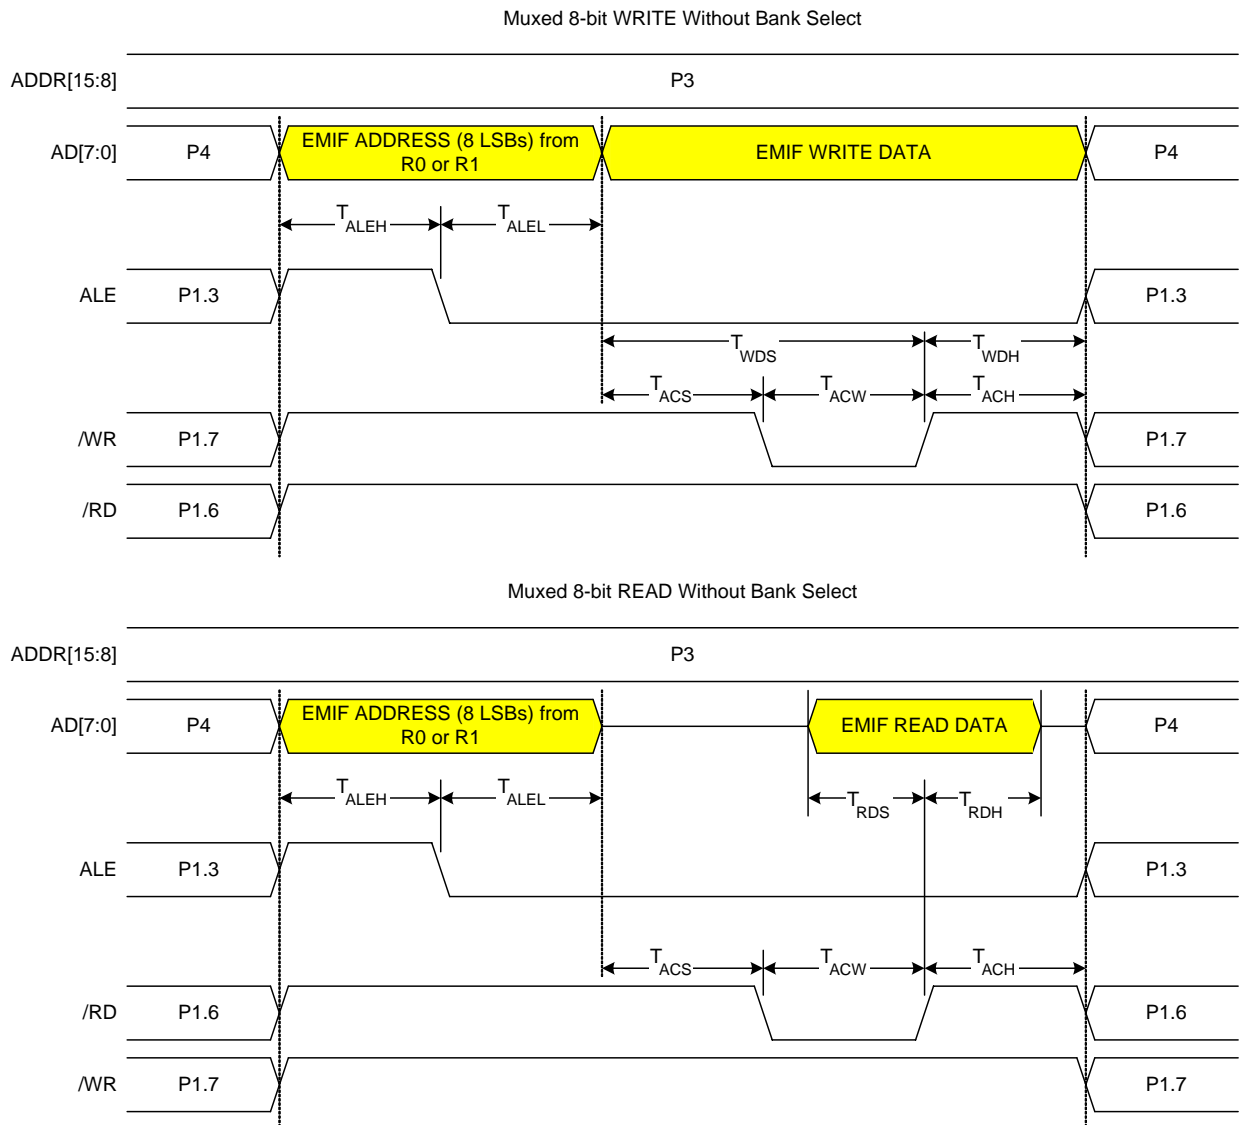 Muxed 8-bit WRITE Without Bank Select
ADDR[15:8] P3
AD[7:0] P4 EMIF ADDRESS (8 LSBs) from EMIF WRITE DATA P4
R0 or R1
TALEH TALEL
ALE P1.3 P1.3
TWDS TWDH
TACS TACW TACH
/WR P1.7 P1.7
/RD P1.6 P1.6
Muxed 8-bit READ Without Bank Select
ADDR[15:8] P3
AD[7:0] P4 EMIF ADDRESS (8 LSBs) from EMIF READ DATA P4
R0 or R1
TALEH TALEL TRDS TRDH
ALE P1.3 P1.3
TACS TACW TACH
/RD P1.6 P1.6
/WR P1.7 P1.7